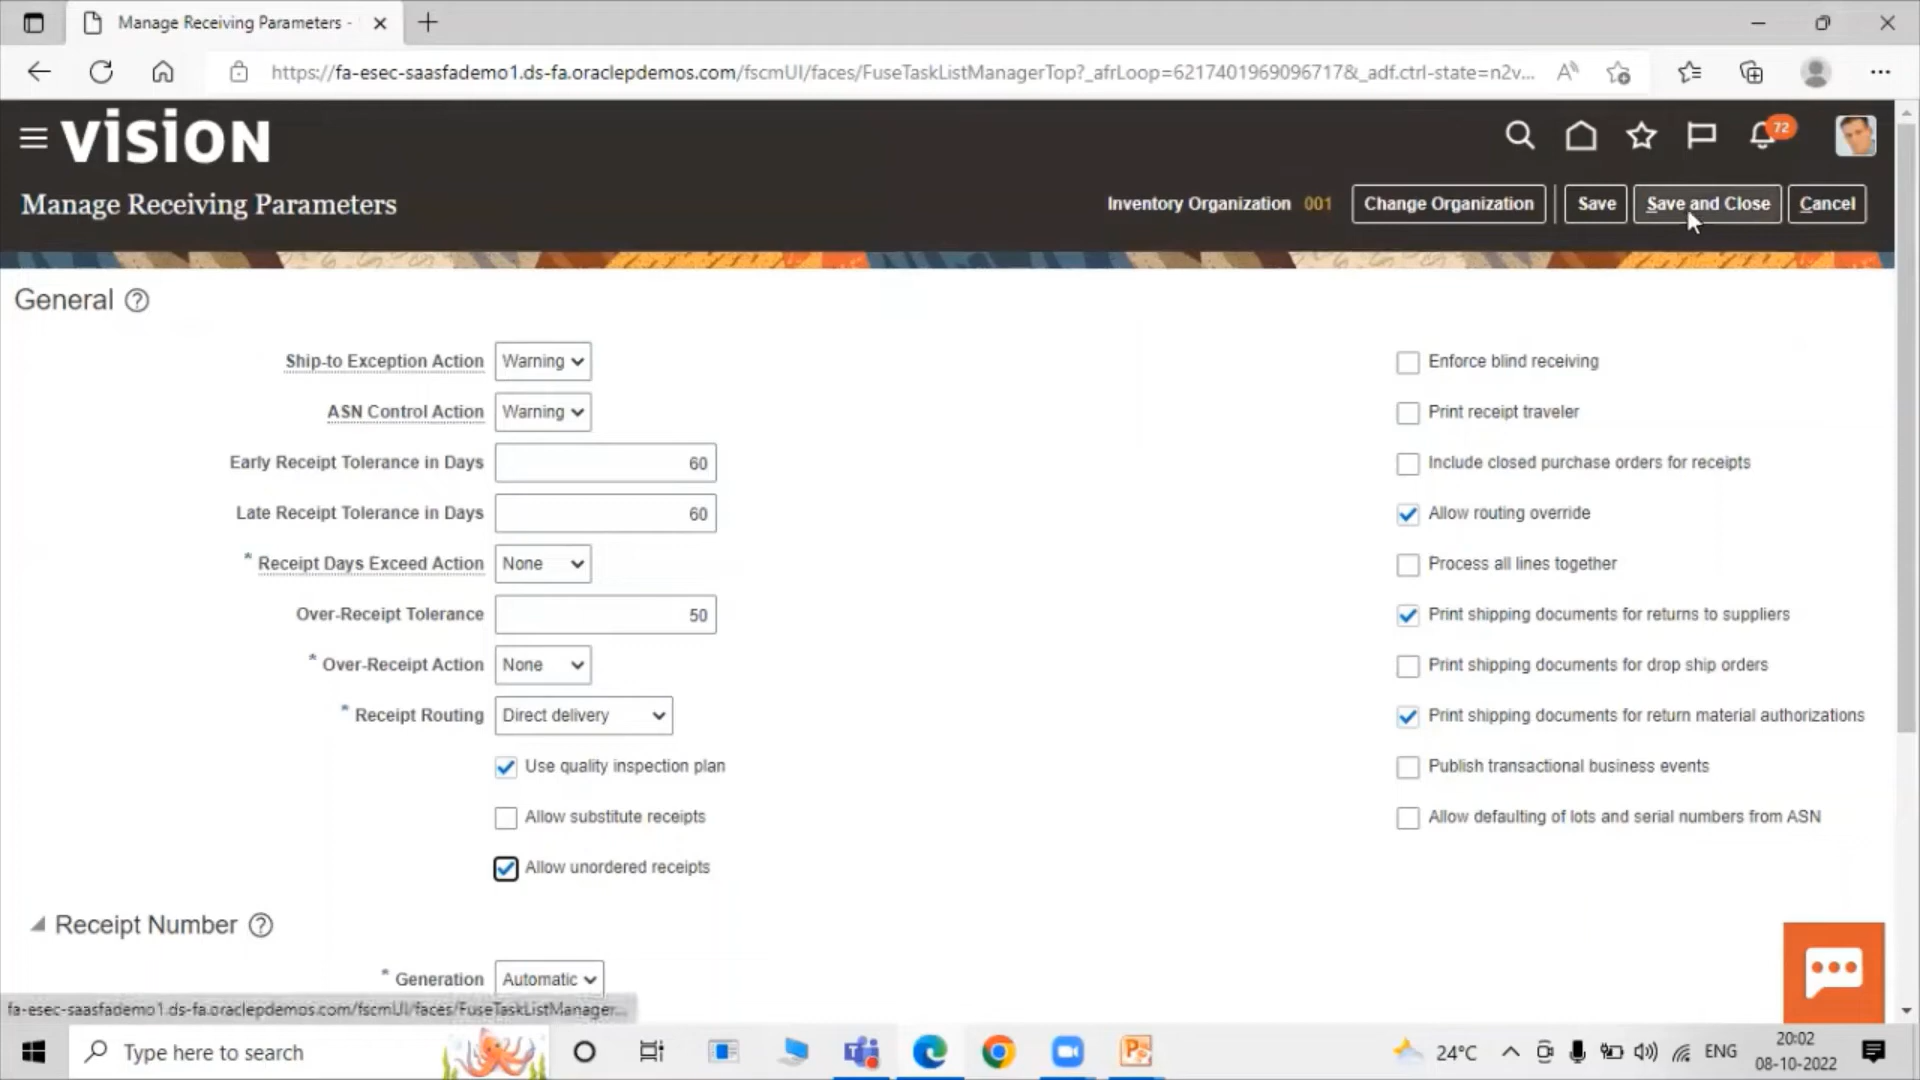 Manage Receiving Parameters -
https://fa-esec-saasfademo1.ds-fa.oraclepdemos.com/fscmUI/faces/FuseTaskListManagerTop?_afrLoop=6217401969096717&_adf.ctrl-state=n2v...
VISION
72
Manage Receiving Parameters
Inventory Organization 001 Change Organization Save Save and Close Cancel
General
Ship-to Exception Action Warning
Enforce blind receiving
ASN Control Action Warning
Print receipt traveler
Early Receipt Tolerance in Days 60
Include closed purchase orders for receipts
Late Receipt Tolerance in Days 60
Allow routing override
* Receipt Days Exceed Action None
Process all lines together
Over-Receipt Tolerance 50
Print shipping documents for returns to suppliers
* Over-Receipt Action None
Print shipping documents for drop ship orders
* Receipt Routing Direct delivery
Print shipping documents for return material authorizations
Use quality inspection plan
Publish transactional business events
Allow substitute receipts
Allow defaulting of lots and serial numbers from ASN
Allow unordered receipts
Receipt Number
* Generation Automatic
fa-esec-saasfademo1.ds-fa.oraclepdemos.com/fscmUI/faces/FuseTaskListManager...
Type here to search
24°C
ENG
20:02
08-10-2022